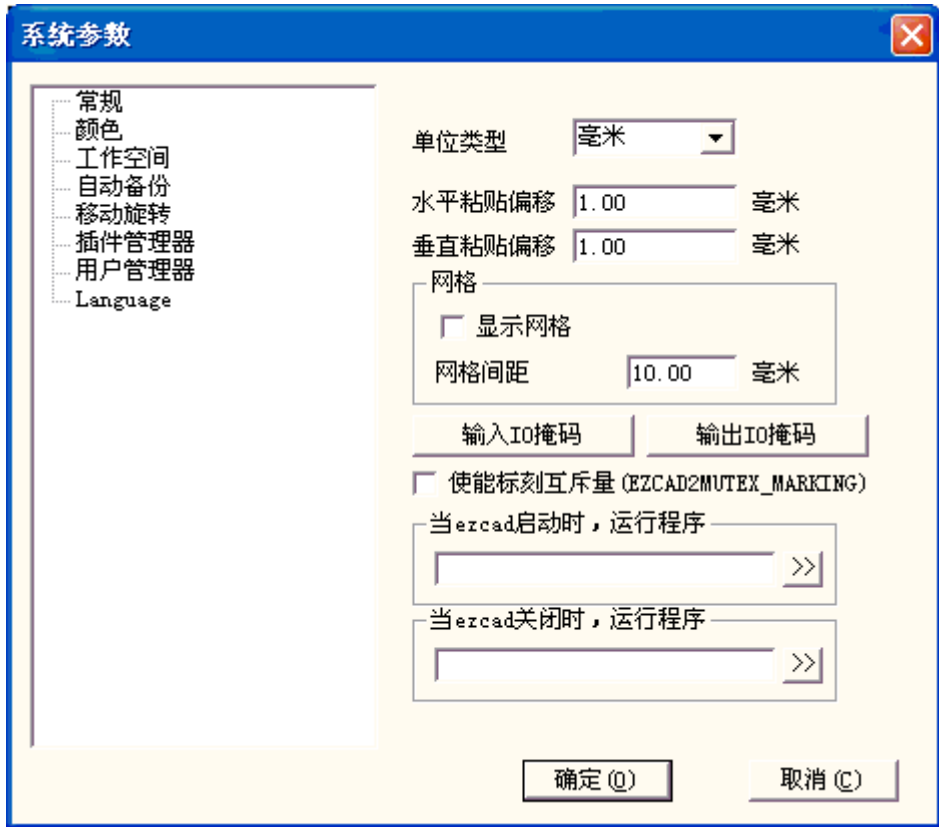 系统参数
常规
颜色
工作空间
自动备份
移动旋转
插件管理器
用户管理器
Language
单位类型 毫米
水平粘贴偏移 1.00 毫米
垂直粘贴偏移 1.00 毫米
网格
显示网格
网格间距 10.00 毫米
输入IO掩码 输出IO掩码
使能标刻互斥量(EZCAD2MUTEX_MARKING)
当ezcad启动时，运行程序
>>
当ezcad关闭时，运行程序
>>
确定(O) 取消(C)